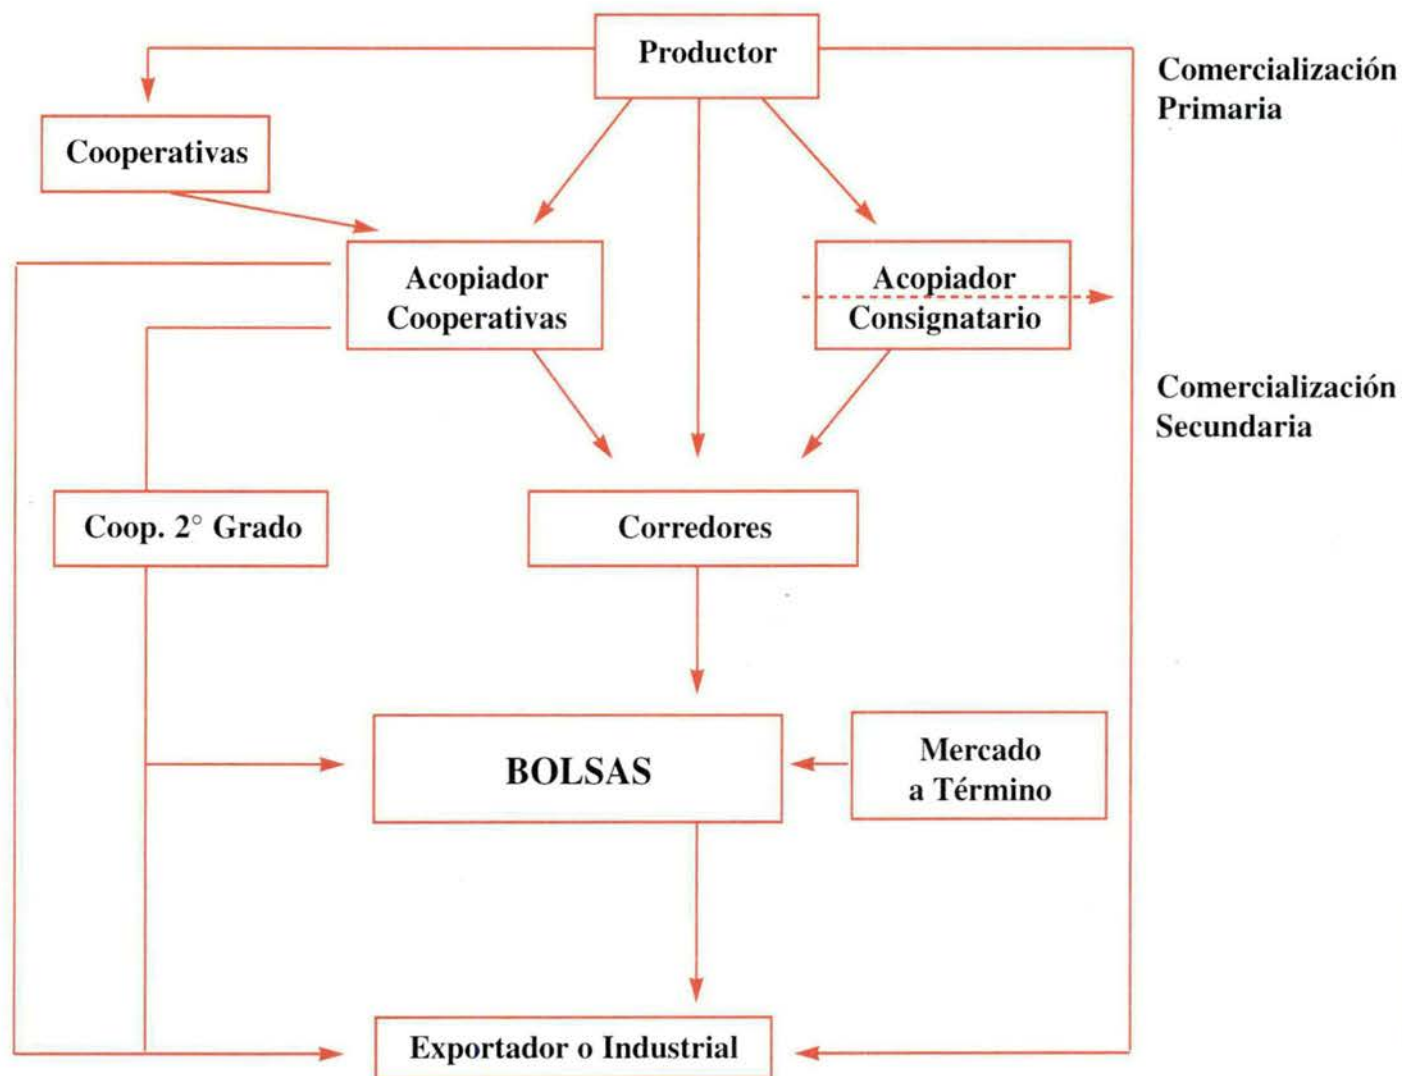 Productor
Comercialización
Primaria
Cooperativas
Acopiador
Cooperativas
Acopiador
Consignatario
Comercialización
Secundaria
Coop. 2° Grado
Corredores
BOLSAS
Mercado
a Término
Exportador o Industrial